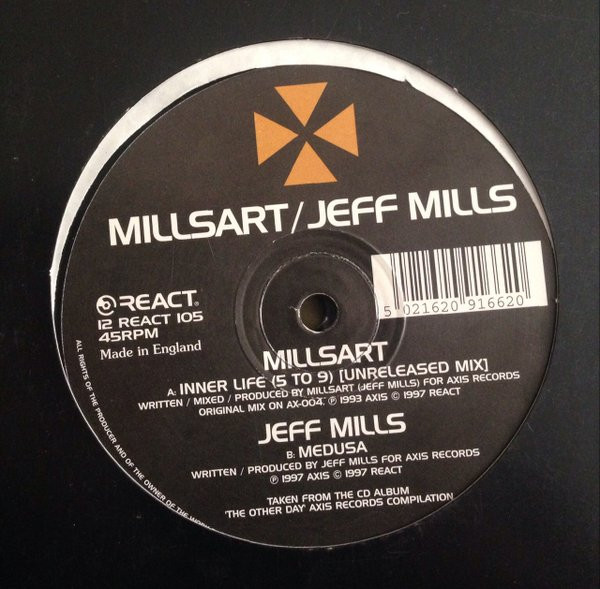 MILLSART/JEFF MILLS
REACT®
12 REACT 105
45RPM
Made in England
5 021620 916620
MILLSART
A: INNER LIFE (5 TO 9) [UNRELEASED MIX]
WRITTEN / MIXED / PRODUCED BY MILLSART (JEFF MILLS) FOR AXIS RECORDS
ORIGINAL MIX ON AX-004. ℗ 1993 AXIS © 1997 REACT
JEFF MILLS
B: MEDUSA
WRITTEN / PRODUCED BY JEFF MILLS FOR AXIS RECORDS
℗ 1997 AXIS © 1997 REACT
TAKEN FROM THE CD ALBUM
'THE OTHER DAY' AXIS RECORDS COMPILATION
ALL RIGHTS OF THE PRODUCER AND OF THE OWNER OF THE